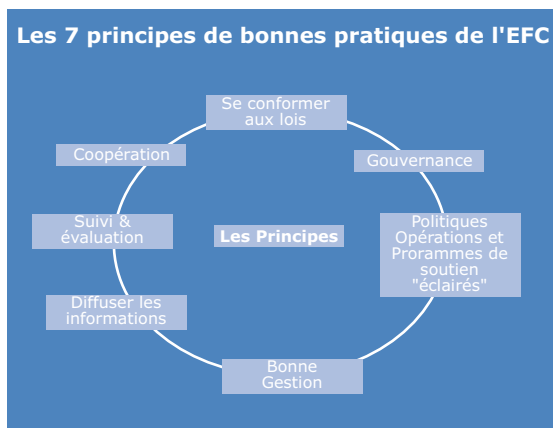 Les 7 principes de bonnes pratiques de l'EFC
Se conformer
aux lois
Coopération
Gouvernance
Suivi &
évaluation
Les Principes
Politiques
Opérations et
Prorammes de
soutien
"éclairés"
Diffuser les
informations
Bonne
Gestion